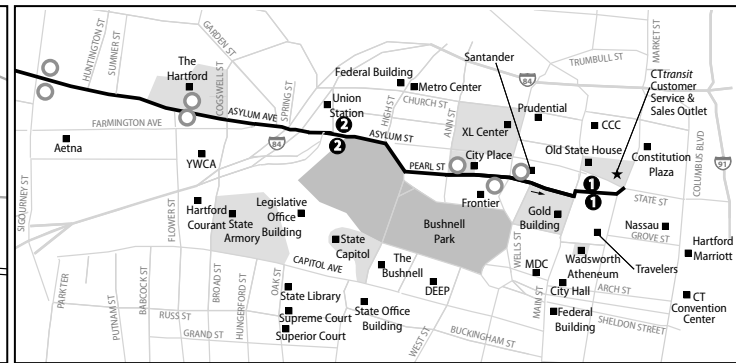 HUNTINGTON ST
SUMNER ST
GARDEN ST
The
Hartford
COGSWELL ST
SPRING ST
ASYLUM AVE
FARMINGTON AVE
Aetna
YWCA
SIGOURNEY ST
84
Union
Station
2
2
Federal Building
Metro Center
HIGH ST
CHURCH ST
ASYLUM ST
ANN ST
Santander
84
Prudential
XL Center
City Place
PEARL ST
Frontier
TRUMBULL ST
MARKET ST
CTtransit
Customer
Service &
Sales Outlet
CCC
Old State House
Constitution
Plaza
COLUMBUS BLVD
91
1
1
STATE ST
Gold
Building
Nassau
GROVE ST
Hartford
Marriott
Travelers
Wadsworth
Atheneum
WELLS ST
MDC
City Hall
ARCH ST
MAIN ST
Federal
Building
SHELDON STREET
CT
Convention
Center
Bushnell
Park
FLOWER ST
Hartford
Courant
State
Armory
Legislative
Office
Building
State
Capitol
The
Bushnell
DEEP
CAPITOL AVE
PARK TER
PUTNAM ST
BABCOCK ST
RUSS ST
GRAND ST
BROAD ST
HUNGERFORD ST
OAK ST
State Library
Supreme Court
Superior Court
State Office
Building
WEST ST
BUCKINGHAM ST